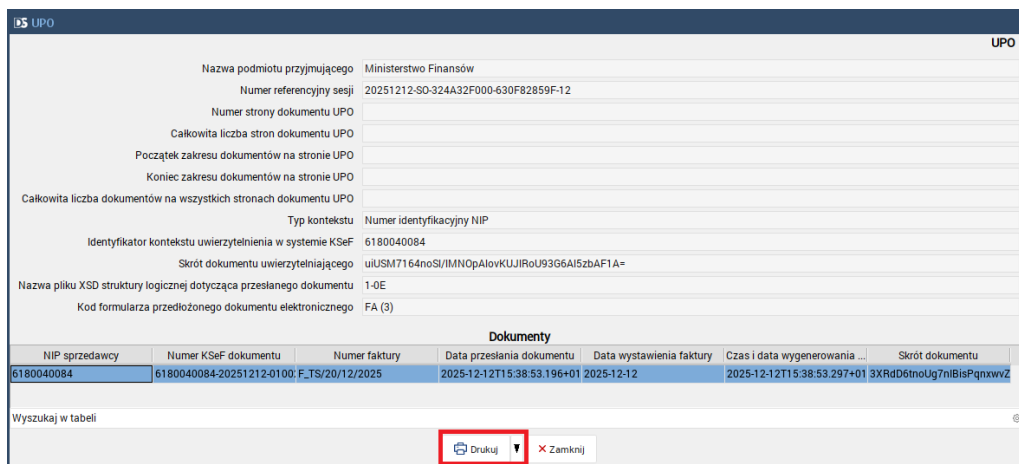 DS UPO
UPO
Nazwa podmiotu przyjmującego Ministerstwo Finansów
Numer referencyjny sesji 20251212-SO-324A32F000-630F82859F-12
Numer strony dokumentu UPO
Całkowita liczba stron dokumentu UPO
Początek zakresu dokumentów na stronie UPO
Koniec zakresu dokumentów na stronie UPO
Całkowita liczba dokumentów na wszystkich stronach dokumentu UPO
Typ kontekstu Numer identyfikacyjny NIP
Identyfikator kontekstu uwierzytelnienia w systemie KSeF 6180040084
Skrót dokumentu uwierzytelniającego uiUSM7164noSI/IMNOpAIovKUJIRoU93G6AI5zbAF1A=
Nazwa pliku XSD struktury logicznej dotycząca przesłanego dokumentu 1-0E
Kod formularza przedłożonego dokumentu elektronicznego FA (3)
Dokumenty
NIP sprzedawcy Numer KSeF dokumentu Numer faktury Data przesłania dokumentu Data wystawienia faktury Czas i data wygenerowania ... Skrót dokumentu
6180040084 6180040084-20251212-0100: F_TS/20/12/2025 2025-12-12T15:38:53.196+01 2025-12-12 2025-12-12T15:38:53.297+01 3XRdD6tnoUg7nIBisPqnxwvZ
Wyszukaj w tabeli
Drukuj Zamknij